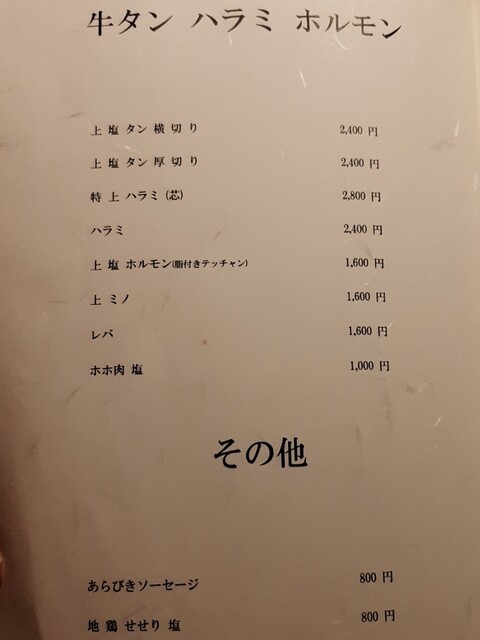 牛タン ハラミ ホルモン
上 塩 タン 横 切 り 2,400 円
上 塩 タン 厚 切 り 2,400 円
特 上 ハラミ (芯) 2,800 円
ハラミ 2,400 円
上 塩 ホルモン(脂付きテッチャン) 1,600 円
上 ミノ 1,600 円
レバ 1,600 円
ホホ肉 塩 1,000 円
その他
あらびきソーセージ 800 円
地 鶏 せせり 塩 800 円